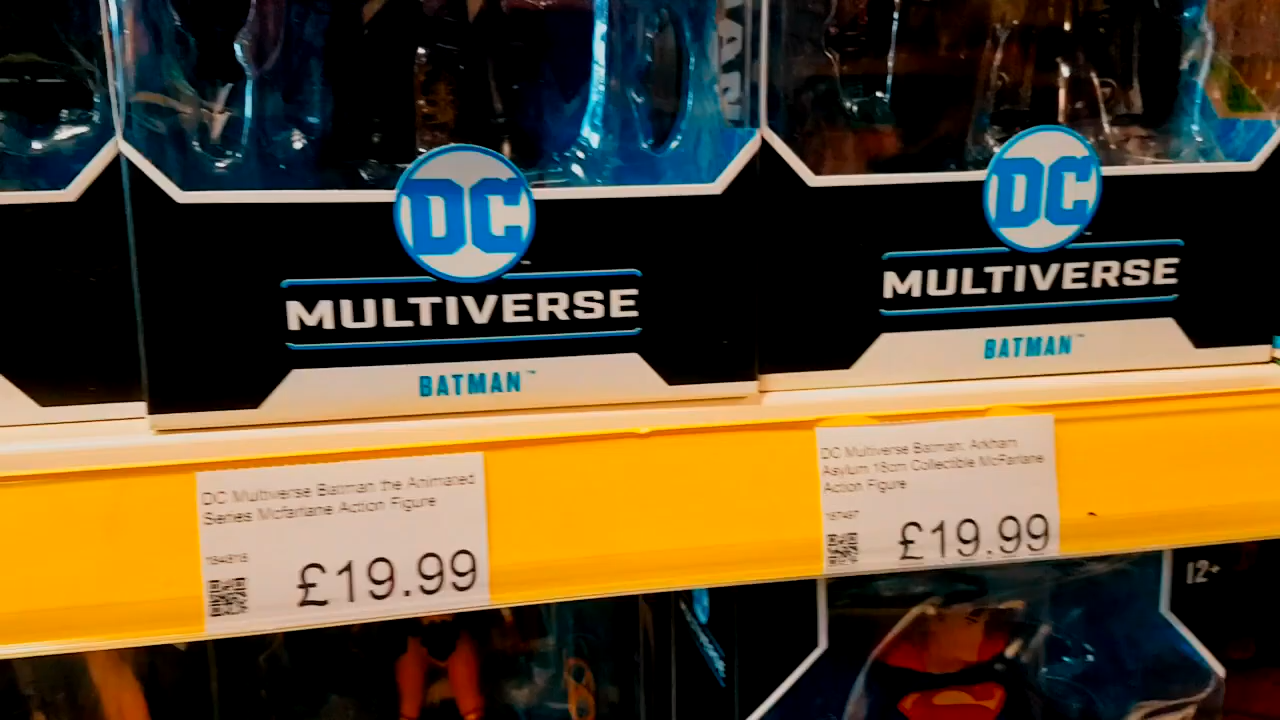 DC
MULTIVERSE
BATMAN™
DC
MULTIVERSE
BATMAN™
DC Multiverse Batman the Animated
Series Mcfarlane Action Figure
£19.99
DC Multiverse Batman: Arkham
Asylum 18cm Collectible McFarlane
Action Figure
£19.99
12+